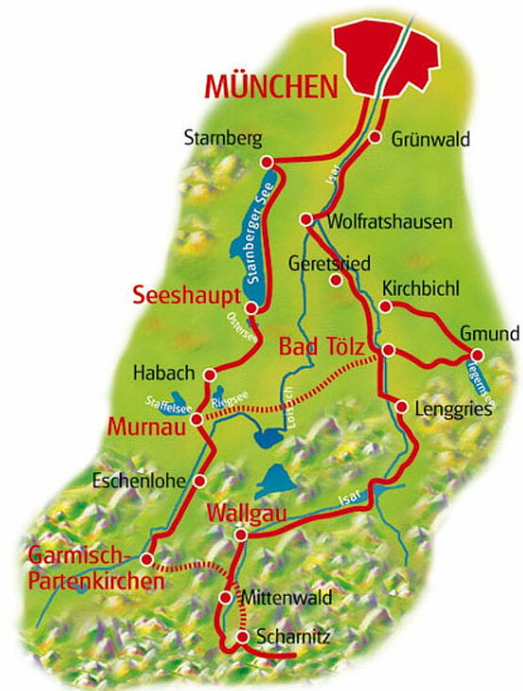 MÜNCHEN
Starnberg
Grünwald
Isar
Starnberger See
Wolfratshausen
Geretsried
Kirchbichl
Seeshaupt
Gmund
Bad Tölz
Tegernsee
Habach
Staffelsee
Riegsee
Loisach
Lenggries
Murnau
Eschenlohe
Isar
Wallgau
Garmisch-
Partenkirchen
Mittenwald
Scharnitz